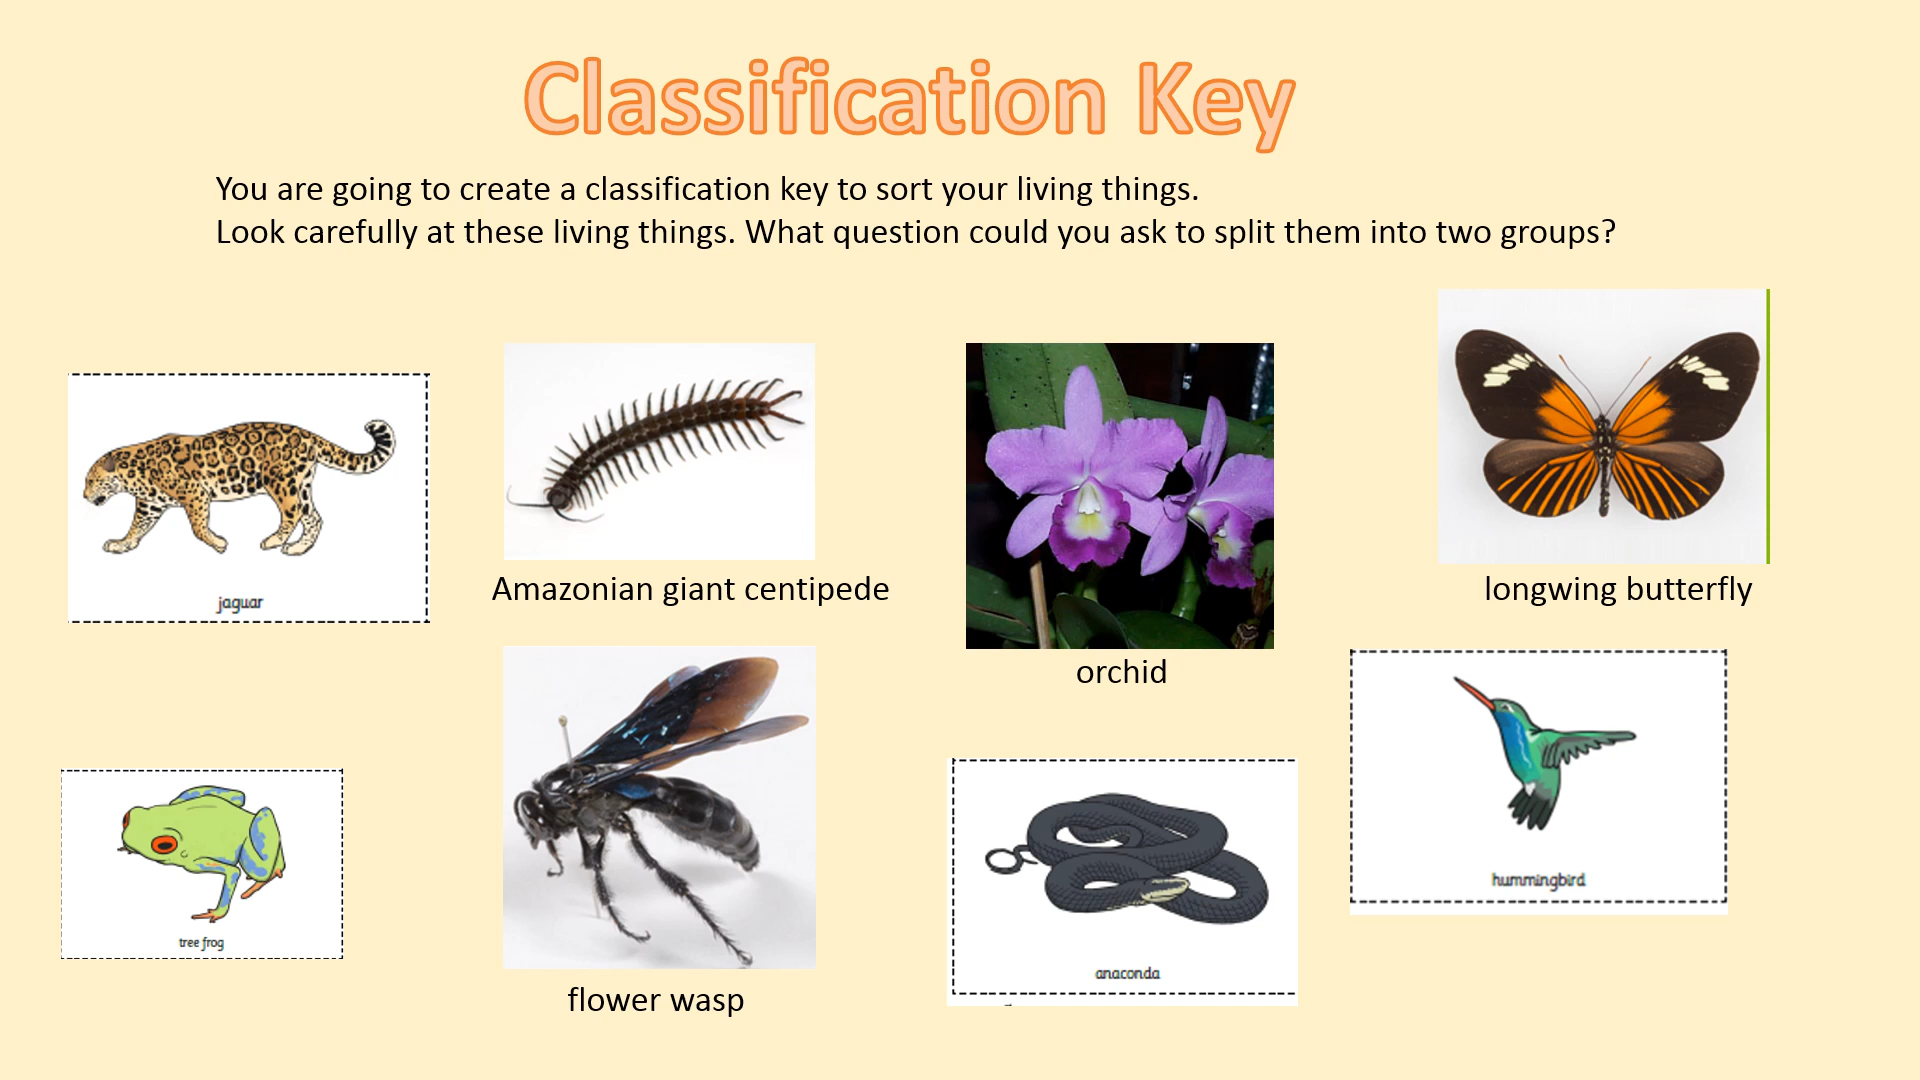 Classification Key
You are going to create a classification key to sort your living things.
Look carefully at these living things. What question could you ask to split them into two groups?
jaguar
Amazonian giant centipede
orchid
longwing butterfly
tree frog
flower wasp
anaconda
hummingbird